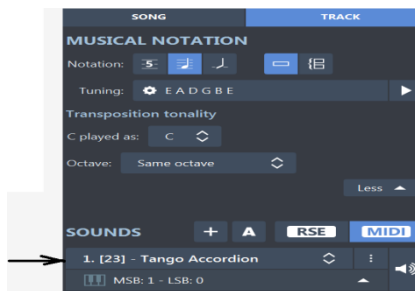 SONG TRACK
MUSICAL NOTATION
Notation:
Tuning: E A D G B E
Transposition tonality
C played as: C
Octave: Same octave
Less
SOUNDS + A RSE MIDI
1. [23] - Tango Accordion
MSB: 1 - LSB: 0